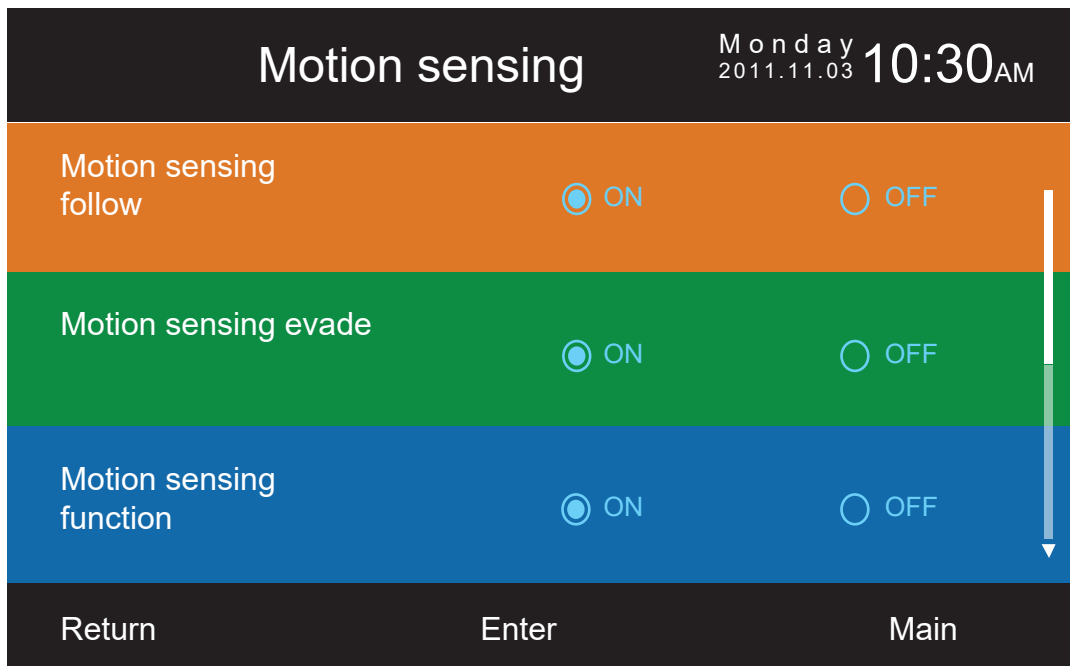 Motion sensing
Monday
2011.11.03
10:30AM
Motion sensing
follow
ON
OFF
Motion sensing evade
ON
OFF
Motion sensing
function
ON
OFF
Return
Enter
Main